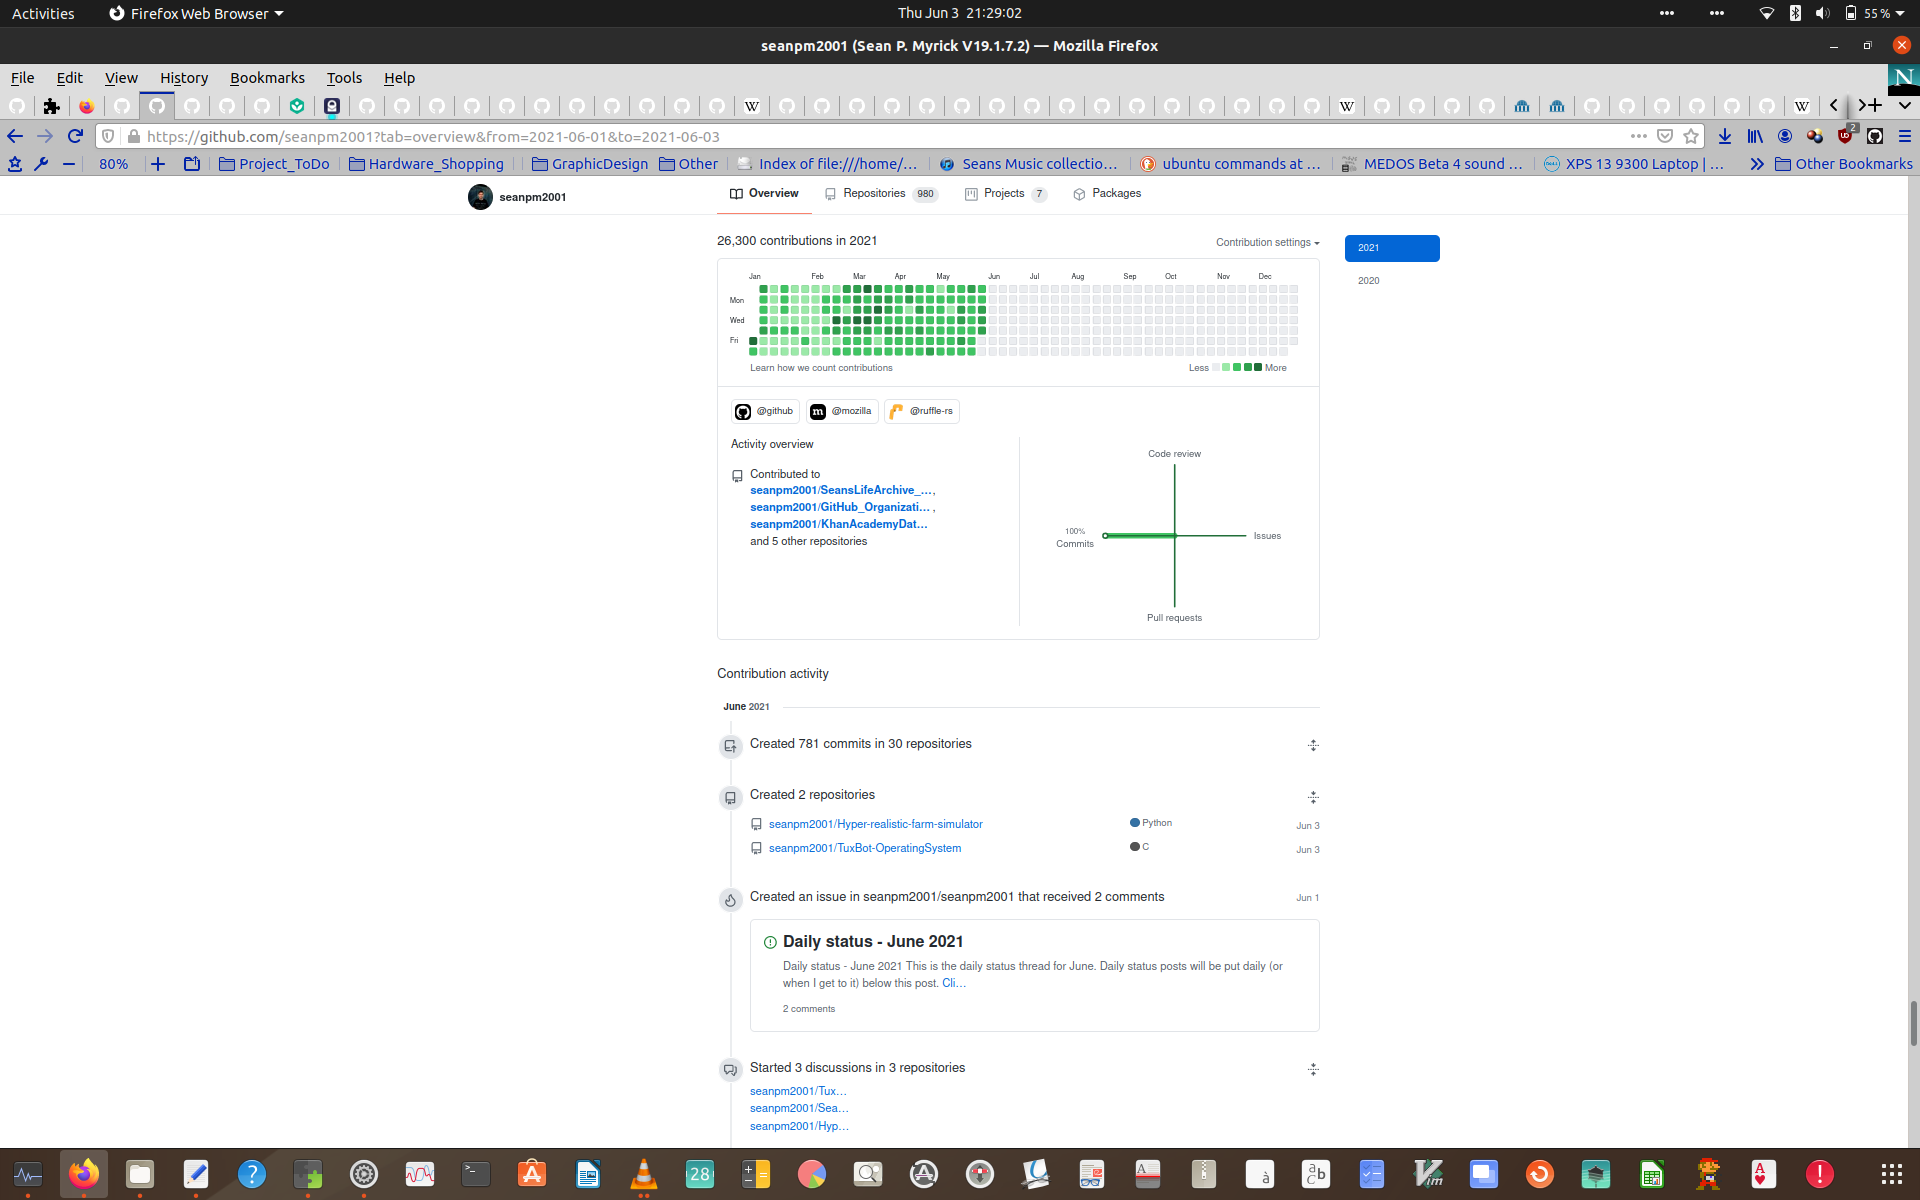 Activities
Firefox Web Browser
Thu Jun 3 21:29:02
55 %
seanpm2001 (Sean P. Myrick V19.1.7.2) — Mozilla Firefox
File Edit View History Bookmarks Tools Help
N
W
W
W
https://github.com/seanpm2001?tab=overview&from=2021-06-01&to=2021-06-03
2
80%
Project_ToDo
Hardware_Shopping
GraphicDesign
Other
Index of file:///home/…
Seans Music collectio…
ubuntu commands at …
MEDOS Beta 4 sound …
XPS 13 9300 Laptop | …
Other Bookmarks
seanpm2001
Overview
Repositories 980
Projects 7
Packages
26,300 contributions in 2021
Contribution settings
2021
2020
Jan Feb Mar Apr May Jun Jul Aug Sep Oct Nov Dec
Mon
Wed
Fri
Learn how we count contributions
Less
More
@github
m @mozilla
@ruffle-rs
Activity overview
Contributed to
seanpm2001/SeansLifeArchive_…,
seanpm2001/GitHub_Organizati… ,
seanpm2001/KhanAcademyDat…
and 5 other repositories
Code review
100%
Commits
Issues
Pull requests
Contribution activity
June 2021
Created 781 commits in 30 repositories
Created 2 repositories
seanpm2001/Hyper-realistic-farm-simulator
Python
Jun 3
seanpm2001/TuxBot-OperatingSystem
C
Jun 3
Created an issue in seanpm2001/seanpm2001 that received 2 comments
Jun 1
Daily status - June 2021
Daily status - June 2021 This is the daily status thread for June. Daily status posts will be put daily (or
when I get to it) below this post. Cli…
2 comments
Started 3 discussions in 3 repositories
seanpm2001/Tux…
seanpm2001/Sea…
seanpm2001/Hyp…
28